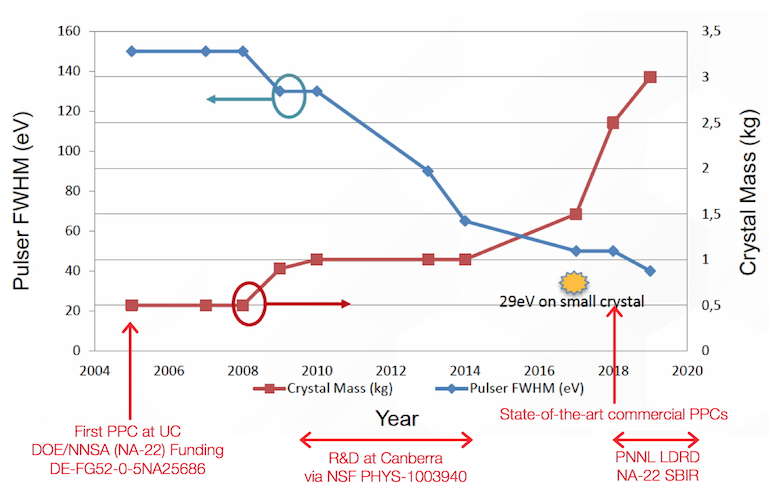 160
140
120
100
80
60
40
20
0
Pulser FWHM (eV)
3,5
3
2,5
2
1,5
1
0,5
0
Crystal Mass (kg)
29eV on small crystal
2004 2006 2008 2010 2012 2014 2016 2018 2020
Crystal Mass (kg) Pulser FWHM (eV)
Year
First PPC at UC
DOE/NNSA (NA-22) Funding
DE-FG52-0-5NA25686
R&D at Canberra
via NSF PHYS-1003940
State-of-the-art commercial PPCs
PNNL LDRD
NA-22 SBIR